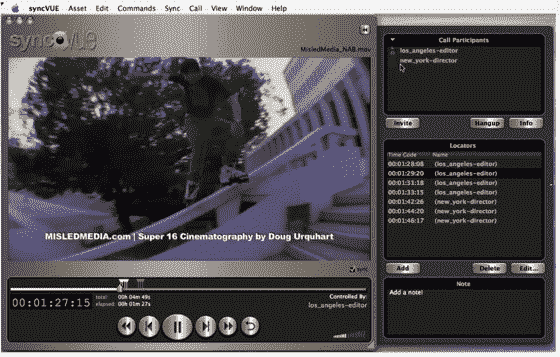 syncVUE Asset Edit Commands Sync Call View Window Help
syncVUE
MisledMedia_NAB.mov
MISLEDMEDIA.com | Super 16 Cinematography by Doug Urquhart
sync
00:01:27:15
total: 00h 04m 49s
elapsed: 00h 01m 27s
Controlled By:
los_angeles-editor
Call Participants
los_angeles-editor
new_york-director
Invite Hangup Info
Locators
Time Code Name
00:01:28:08 (los_angeles-editor)
00:01:29:20 (los_angeles-editor)
00:01:31:18 (los_angeles-editor)
00:01:33:15 (los_angeles-editor)
00:01:42:26 (new_york-director)
00:01:44:20 (new_york-director)
00:01:46:17 (new_york-director)
Add Delete Edit...
Note
Add a note!